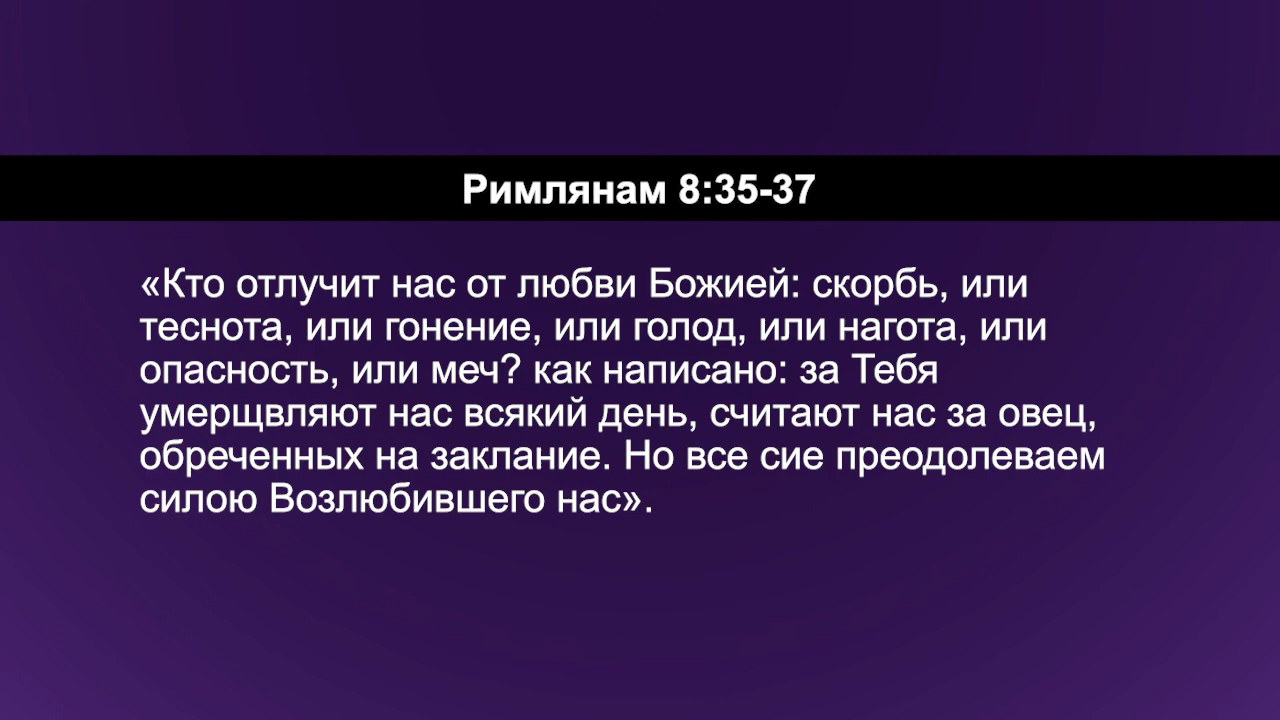 Римлянам 8:35-37
«Кто отлучит нас от любви Божией: скорбь, или
теснота, или гонение, или голод, или нагота, или
опасность, или меч? как написано: за Тебя
умерщвляют нас всякий день, считают нас за овец,
обреченных на заклание. Но все сие преодолеваем
силою Возлюбившего нас».